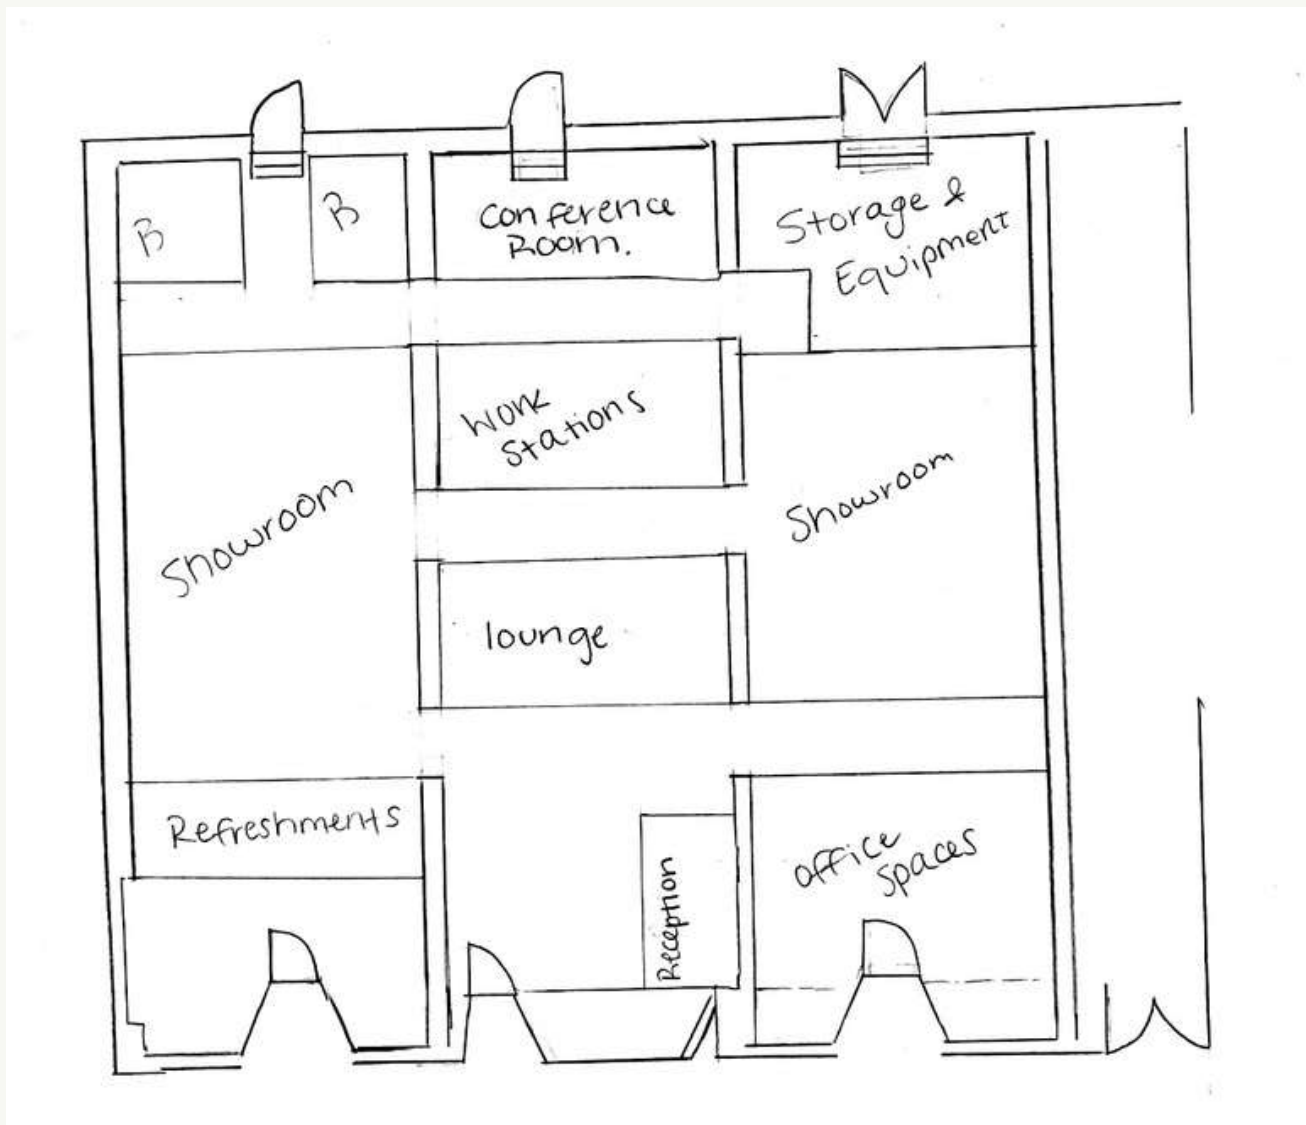 B
B
Conference
Room.
Storage &
Equipment
Work
Stations
Showroom
Showroom
lounge
Refreshments
Reception
office
spaces